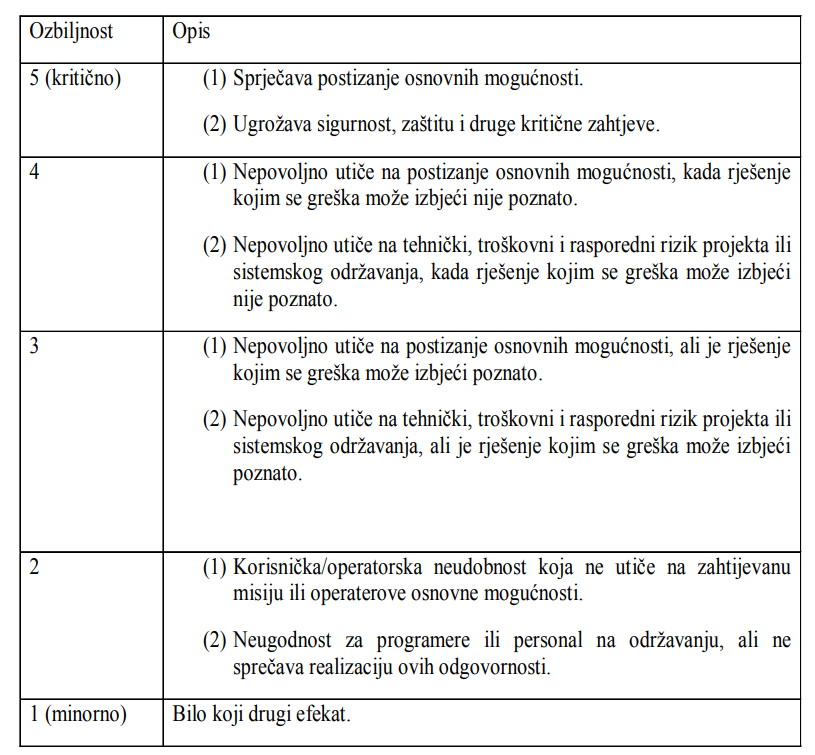 Ozbiljnost Opis
5 (kritično) (1) Sprječava postizanje osnovnih mogućnosti.
(2) Ugrožava sigurnost, zaštitu i druge kritične zahtjeve.
4 (1) Nepovoljno utiče na postizanje osnovnih mogućnosti, kada rješenje
kojim se greška može izbjeći nije poznato.
(2) Nepovoljno utiče na tehnički, troškovni i rasporedni rizik projekta ili
sistemskog održavanja, kada rješenje kojim se greška može izbjeći
nije poznato.
3 (1) Nepovoljno utiče na postizanje osnovnih mogućnosti, ali je rješenje
kojim se greška može izbjeći poznato.
(2) Nepovoljno utiče na tehnički, troškovni i rasporedni rizik projekta ili
sistemskog održavanja, ali je rješenje kojim se greška može izbjeći
poznato.
2 (1) Korisnička/operatorska neudobnost koja ne utiče na zahtijevanu
misiju ili operaterove osnovne mogućnosti.
(2) Neugodnost za programere ili personal na održavanju, ali ne
sprečava realizaciju ovih odgovornosti.
1 (minorno) Bilo koji drugi efekat.